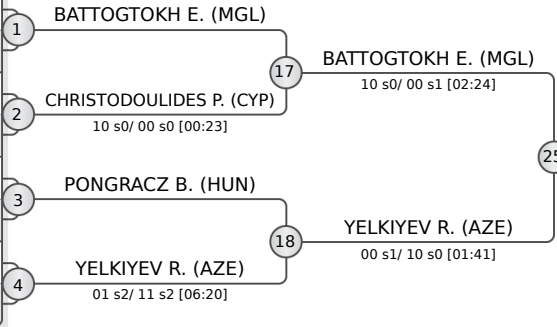 BATTOGTOKH E. (MGL)
1
17
BATTOGTOKH E. (MGL)
10 s0/ 00 s1 [02:24]
CHRISTODOULIDES P. (CYP)
2
10 s0/ 00 s0 [00:23]
25
PONGRACZ B. (HUN)
3
18
YELKIYEV R. (AZE)
00 s1/ 10 s0 [01:41]
YELKIYEV R. (AZE)
4
01 s2/ 11 s2 [06:20]